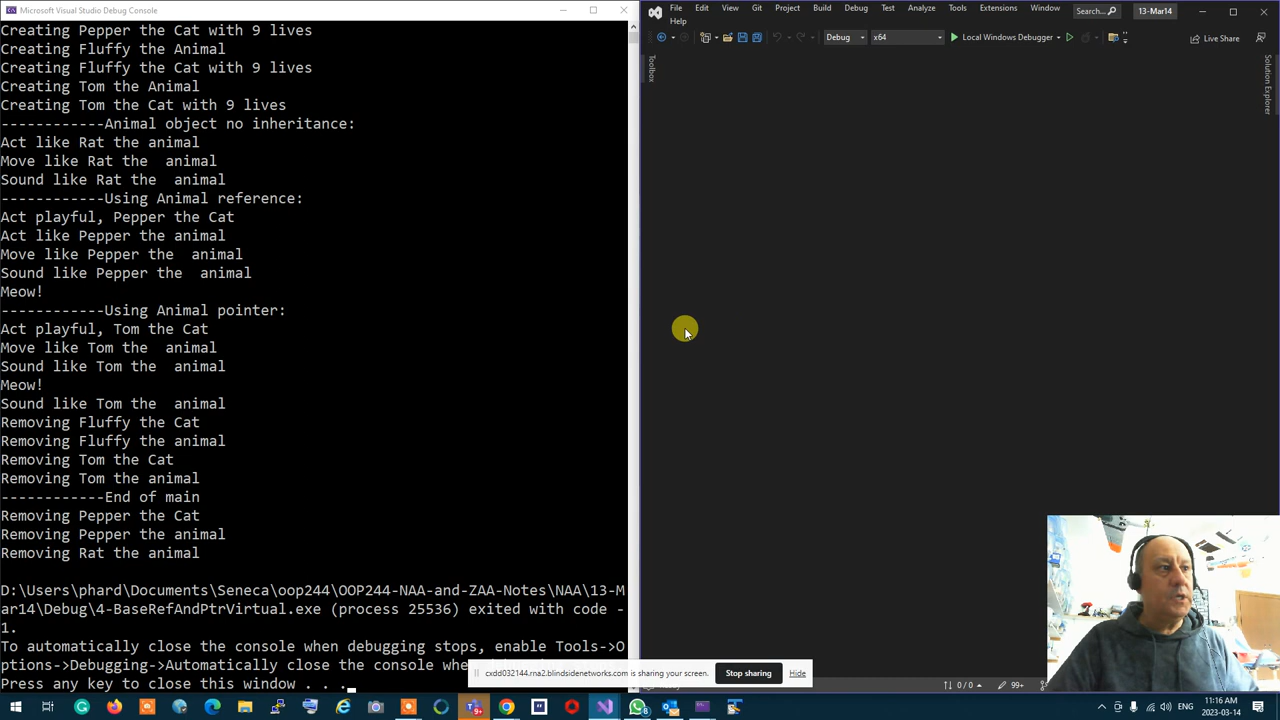 Microsoft Visual Studio Debug Console
Creating Pepper the Cat with 9 lives
Creating Fluffy the Animal
Creating Fluffy the Cat with 9 lives
Creating Tom the Animal
Creating Tom the Cat with 9 lives
------------Animal object no inheritance:
Act like Rat the animal
Move like Rat the  animal
Sound like Rat the  animal
------------Using Animal reference:
Act playful, Pepper the Cat
Act like Pepper the animal
Move like Pepper the  animal
Sound like Pepper the  animal
Meow!
------------Using Animal pointer:
Act playful, Tom the Cat
Move like Tom the  animal
Sound like Tom the  animal
Meow!
Sound like Tom the  animal
Removing Fluffy the Cat
Removing Fluffy the animal
Removing Tom the Cat
Removing Tom the animal
------------End of main
Removing Pepper the Cat
Removing Pepper the animal
Removing Rat the animal
D:\Users\phard\Documents\Seneca\oop244\OOP244-NAA-and-ZAA-Notes\NAA\13-M
ar14\Debug\4-BaseRefAndPtrVirtual.exe (process 25536) exited with code -
1.
To automatically close the console when debugging stops, enable Tools->O
ptions->Debugging->Automatically close the console whe
Press any key to close this window . . .
File Edit View Git Project Build Debug Test Analyze Tools Extensions Window
Help
Search...
13-Mar14
Debug x64 Local Windows Debugger
Live Share
Toolbox
Solution Explorer
cxdd032144.rna2.blindsidenetworks.com is sharing your screen.
Stop sharing
Hide
0 / 0
99+
ENG
11:16 AM
2023-03-14